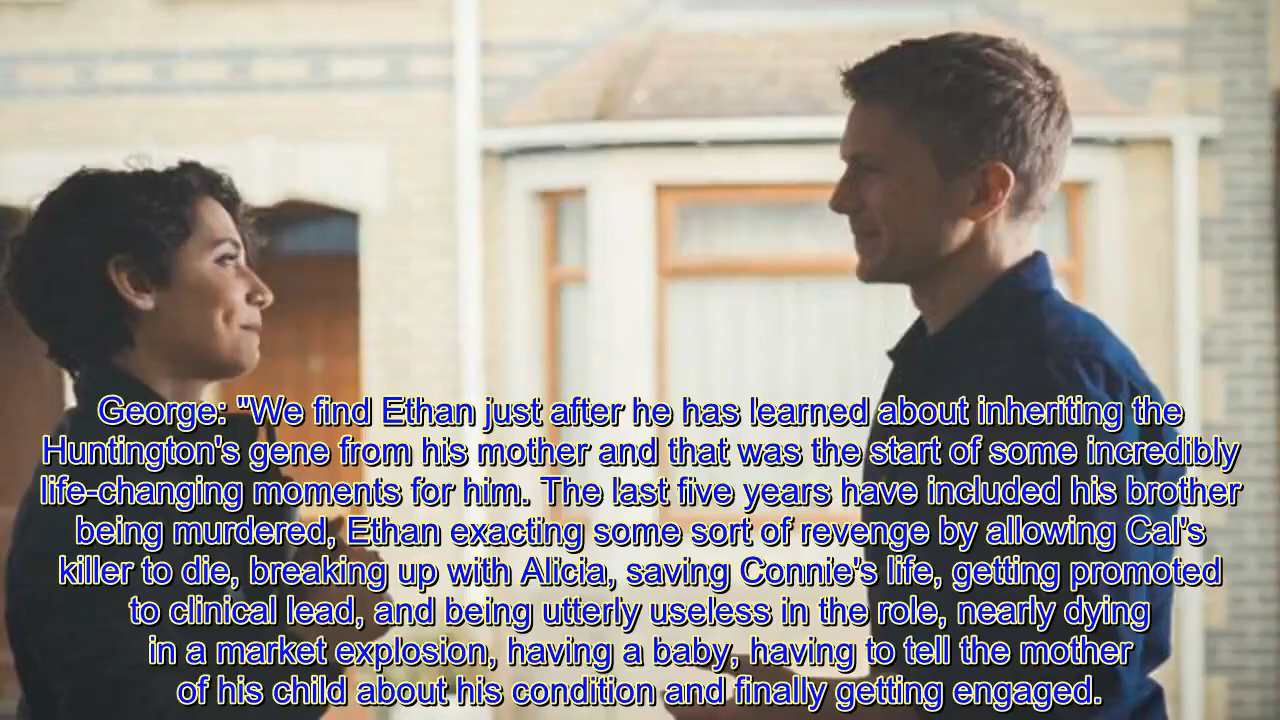 George: "We find Ethan just after he has learned about inheriting the
Huntington's gene from his mother and that was the start of some incredibly
life-changing moments for him. The last five years have included his brother
being murdered, Ethan exacting some sort of revenge by allowing Cal's
killer to die, breaking up with Alicia, saving Connie's life, getting promoted
to clinical lead, and being utterly useless in the role, nearly dying
in a market explosion, having a baby, having to tell the mother
of his child about his condition and finally getting engaged.